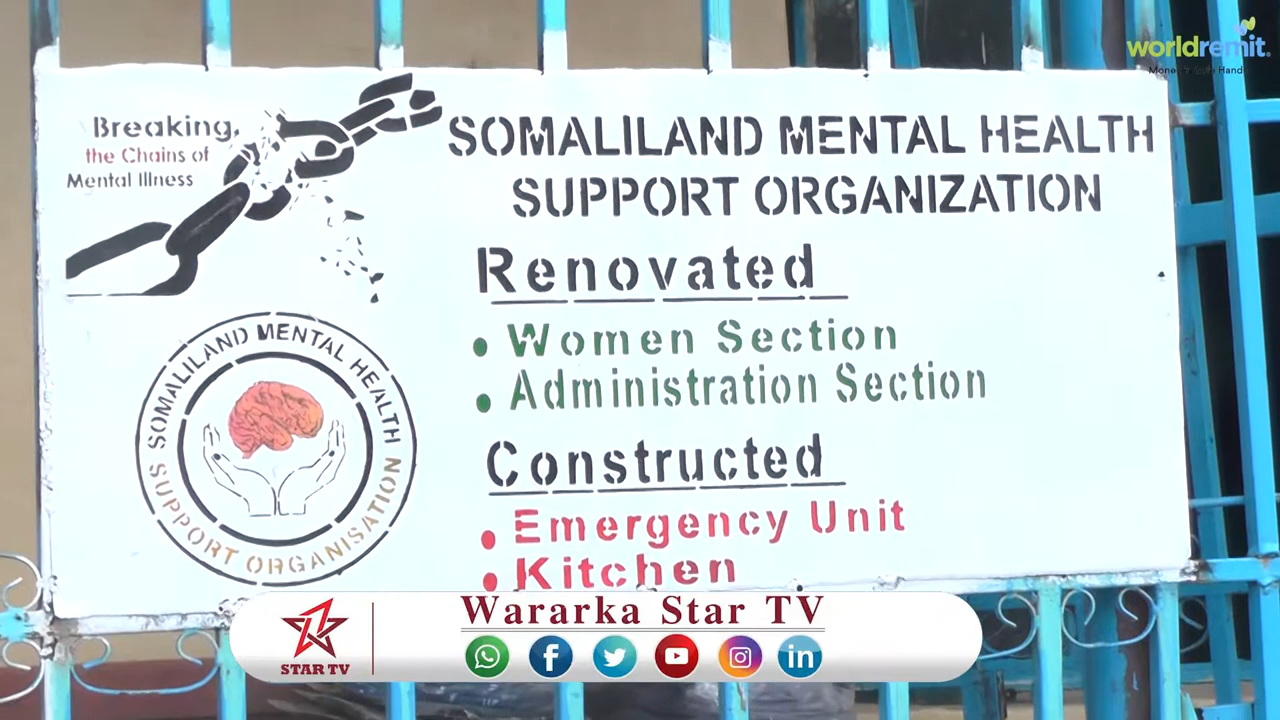 worldremit
Breaking
the Chains of
Mental Illness
SOMALILAND MENTAL HEALTH
SUPPORT ORGANIZATION
Renovated
• Women Section
• Administration Section
Constructed
• Emergency Unit
• Kitchen
SOMALILAND MENTAL HEALTH
SUPPORT ORGANISATION
STAR TV
Wararka Star TV